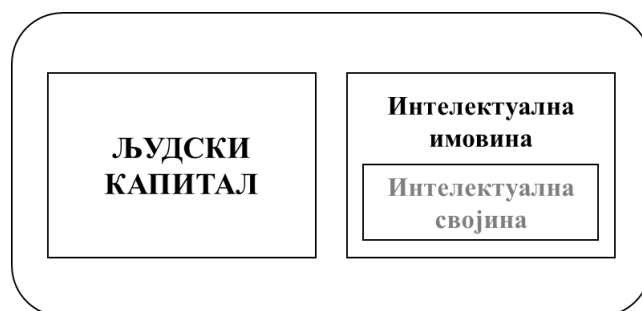 ЉУДСКИ
КАПИТАЛ
Интелектуална
имовина
Интелектуална
својина